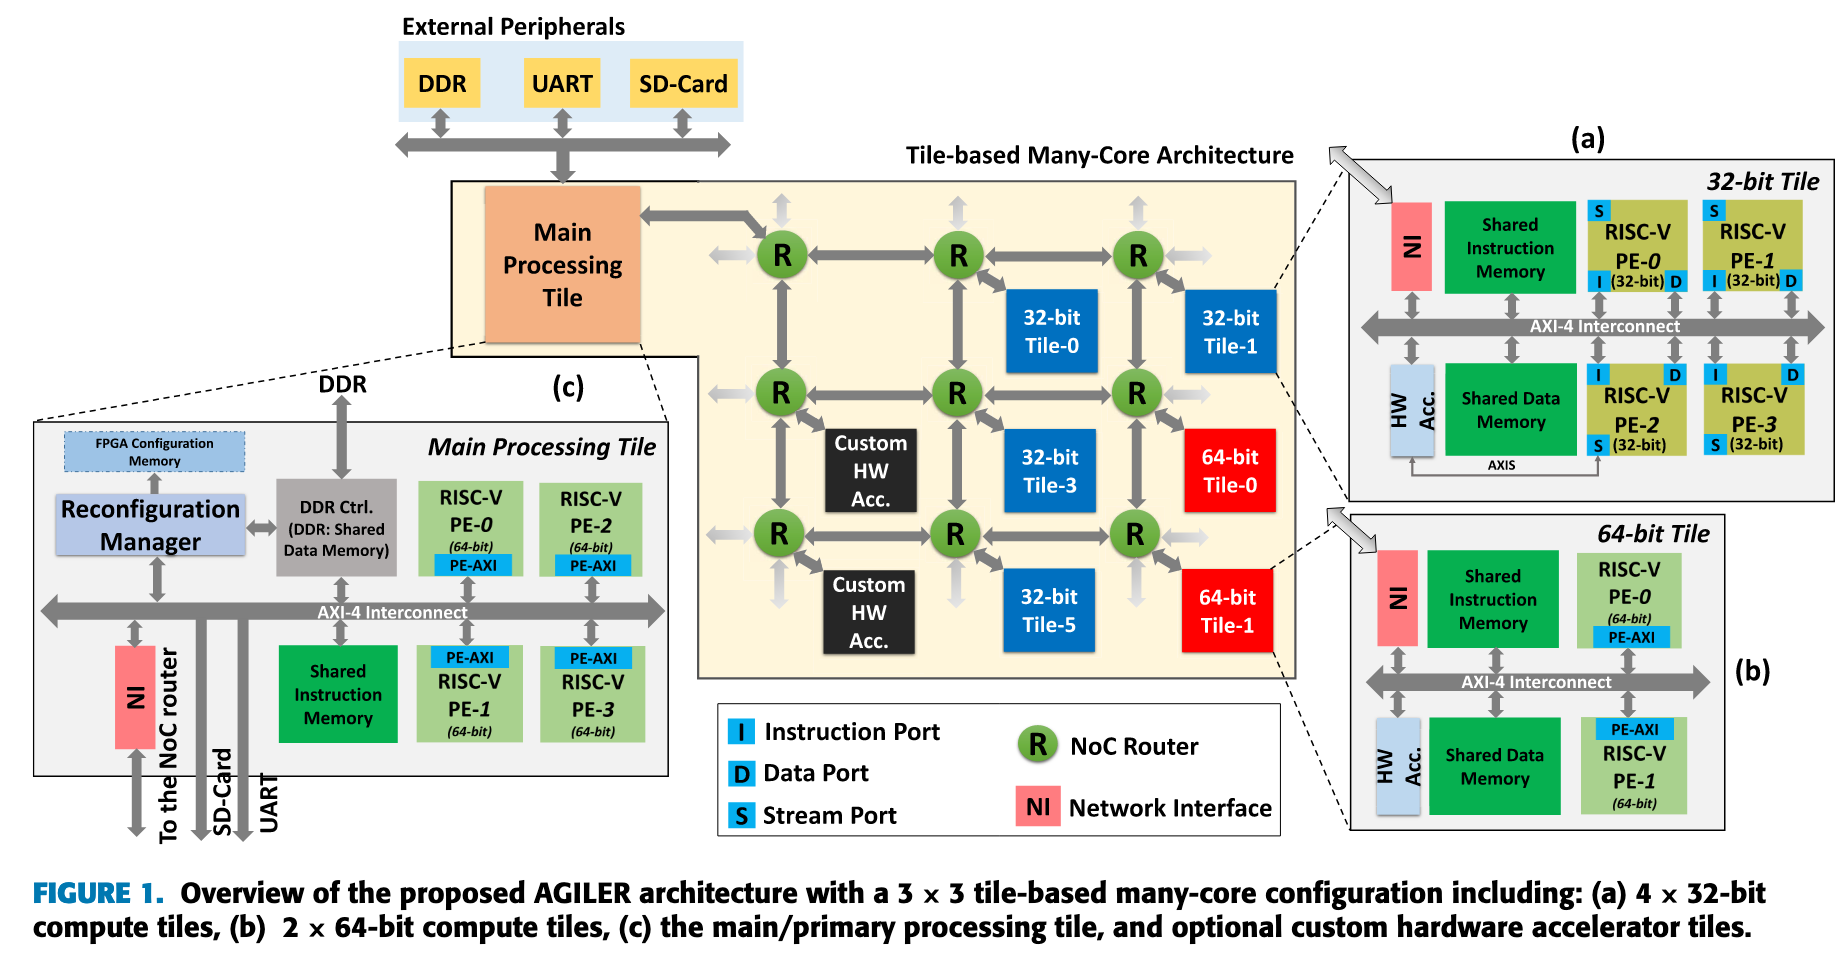 External Peripherals
DDR
UART
SD-Card
Tile-based Many-Core Architecture
Main
Processing
Tile
R
R
R
32-bit
Tile-0
32-bit
Tile-1
R
R
R
Custom
HW
Acc.
32-bit
Tile-3
64-bit
Tile-0
R
R
R
Custom
HW
Acc.
32-bit
Tile-5
64-bit
Tile-1
(a)
32-bit Tile
NI
Shared
Instruction
Memory
S
RISC-V
PE-0
I (32-bit) D
S
RISC-V
PE-1
I (32-bit) D
AXI-4 Interconnect
HW
Acc.
Shared Data
Memory
I D
RISC-V
PE-2
S (32-bit)
I D
RISC-V
PE-3
S (32-bit)
AXIS
64-bit Tile
NI
Shared
Instruction
Memory
RISC-V
PE-0
(64-bit)
PE-AXI
AXI-4 Interconnect
(b)
HW
Acc.
Shared Data
Memory
PE-AXI
RISC-V
PE-1
(64-bit)
(c)
DDR
Main Processing Tile
FPGA Configuration
Memory
Reconfiguration
Manager
DDR Ctrl.
(DDR: Shared
Data Memory)
RISC-V
PE-0
(64-bit)
PE-AXI
RISC-V
PE-2
(64-bit)
PE-AXI
AXI-4 Interconnect
NI
Shared
Instruction
Memory
PE-AXI
RISC-V
PE-1
(64-bit)
PE-AXI
RISC-V
PE-3
(64-bit)
To the NoC router
SD-Card
UART
I Instruction Port
D Data Port
S Stream Port
R NoC Router
NI Network Interface
FIGURE 1. Overview of the proposed AGILER architecture with a 3 × 3 tile-based many-core configuration including: (a) 4 × 32-bit
compute tiles, (b) 2 × 64-bit compute tiles, (c) the main/primary processing tile, and optional custom hardware accelerator tiles.